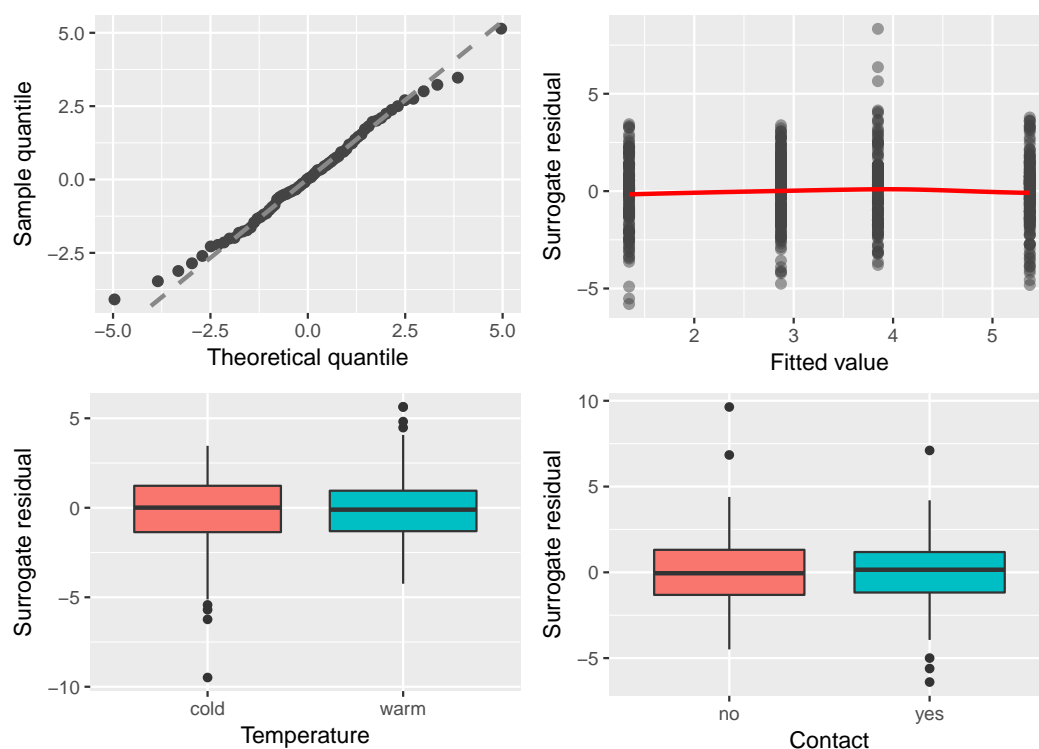 5.0
2.5
0.0
−2.5
Sample quantile
−5.0 −2.5 0.0 2.5 5.0
Theoretical quantile
5
0
−5
Surrogate residual
2 3 4 5
Fitted value
5
0
−5
−10
Surrogate residual
cold warm
Temperature
10
5
0
−5
Surrogate residual
no yes
Contact